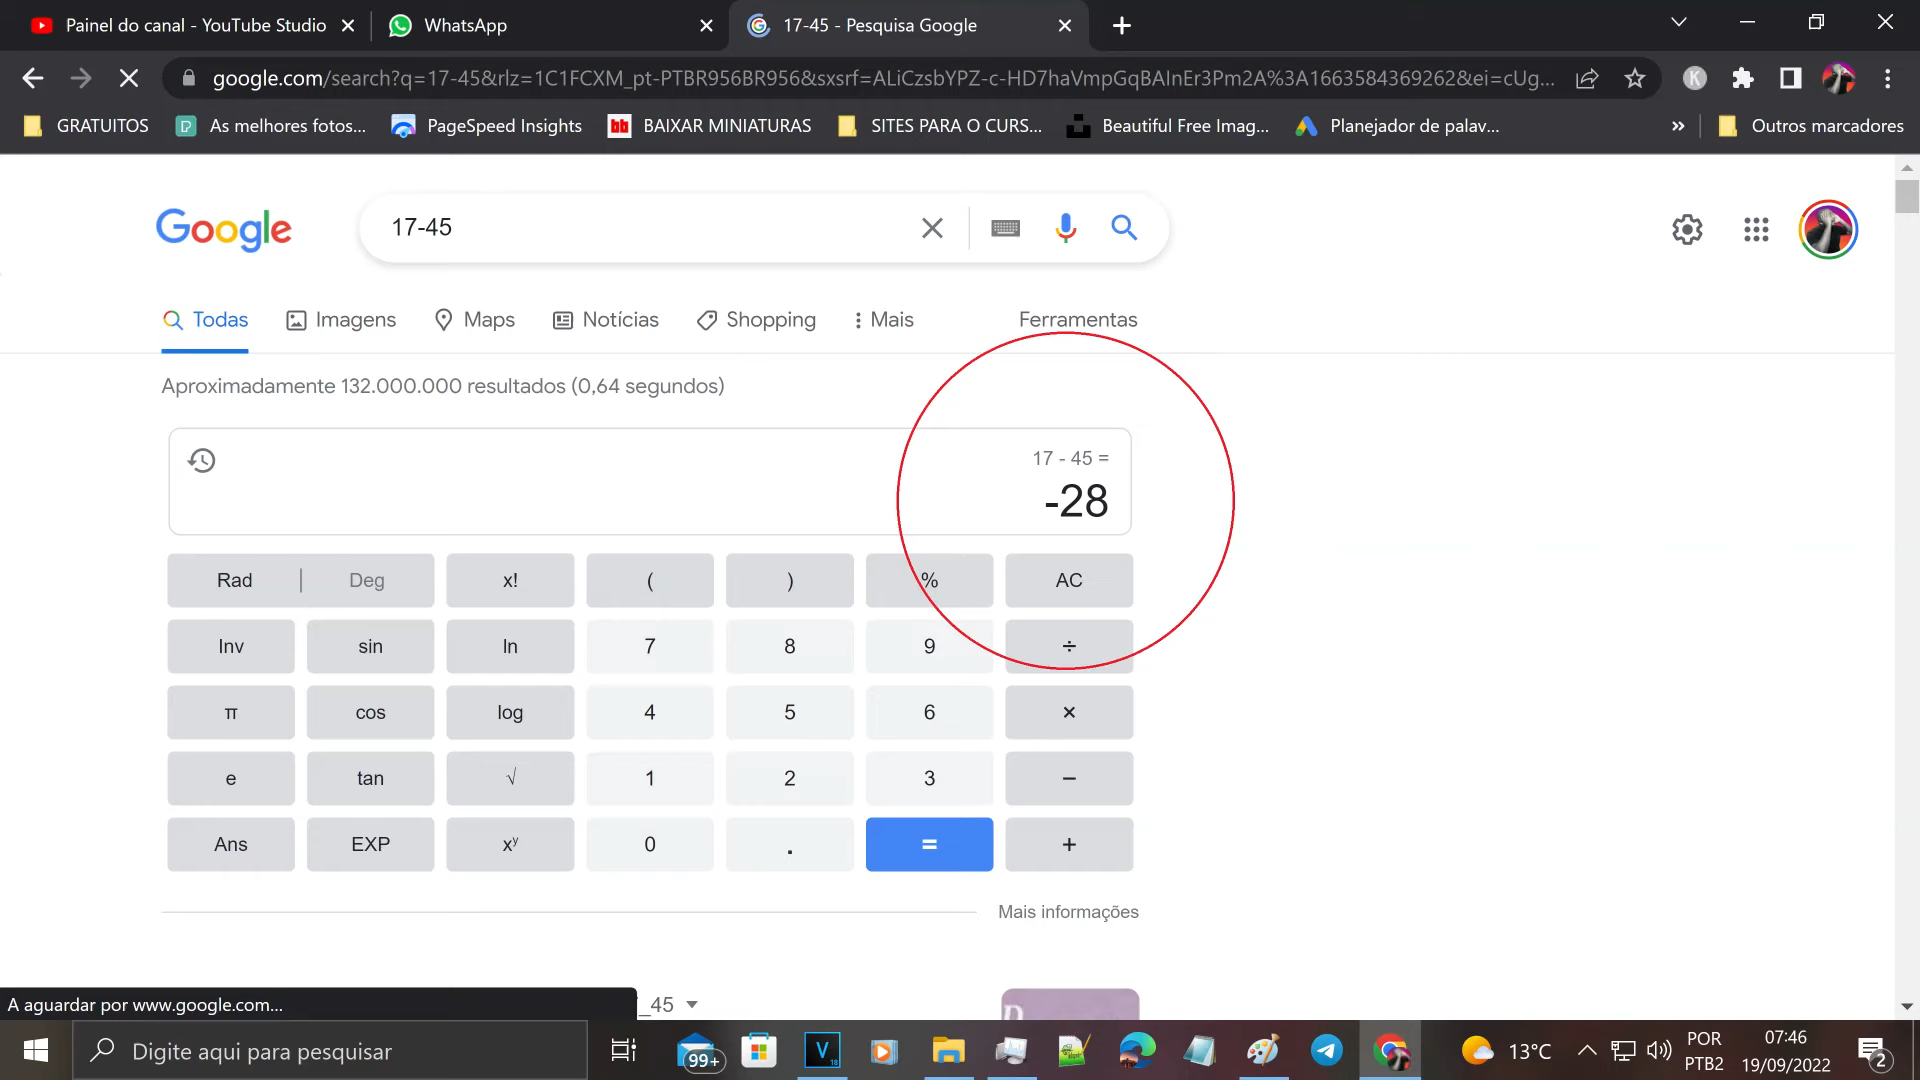 Painel do canal - YouTube Studio
WhatsApp
17-45 - Pesquisa Google
google.com/search?q=17-45&rlz=1C1FCXM_pt-PTBR956BR956&sxsrf=ALiCzsbYPZ-c-HD7haVmpGqBAInEr3Pm2A%3A1663584369262&ei=cUg...
K
GRATUITOS
As melhores fotos...
PageSpeed Insights
BAIXAR MINIATURAS
SITES PARA O CURS...
Beautiful Free Imag...
Planejador de palav...
Outros marcadores
Google
17-45
Todas
Imagens
Maps
Notícias
Shopping
Mais
Ferramentas
Aproximadamente 132.000.000 resultados (0,64 segundos)
17 - 45 =
-28
Rad | Deg x! ( ) % AC
Inv sin ln 7 8 9 ÷
π cos log 4 5 6 ×
e tan √ 1 2 3 −
Ans EXP xʸ 0 . = +
Mais informações
A aguardar por www.google.com...
_45
Digite aqui para pesquisar
99+
13°C
POR
PTB2
07:46
19/09/2022
2